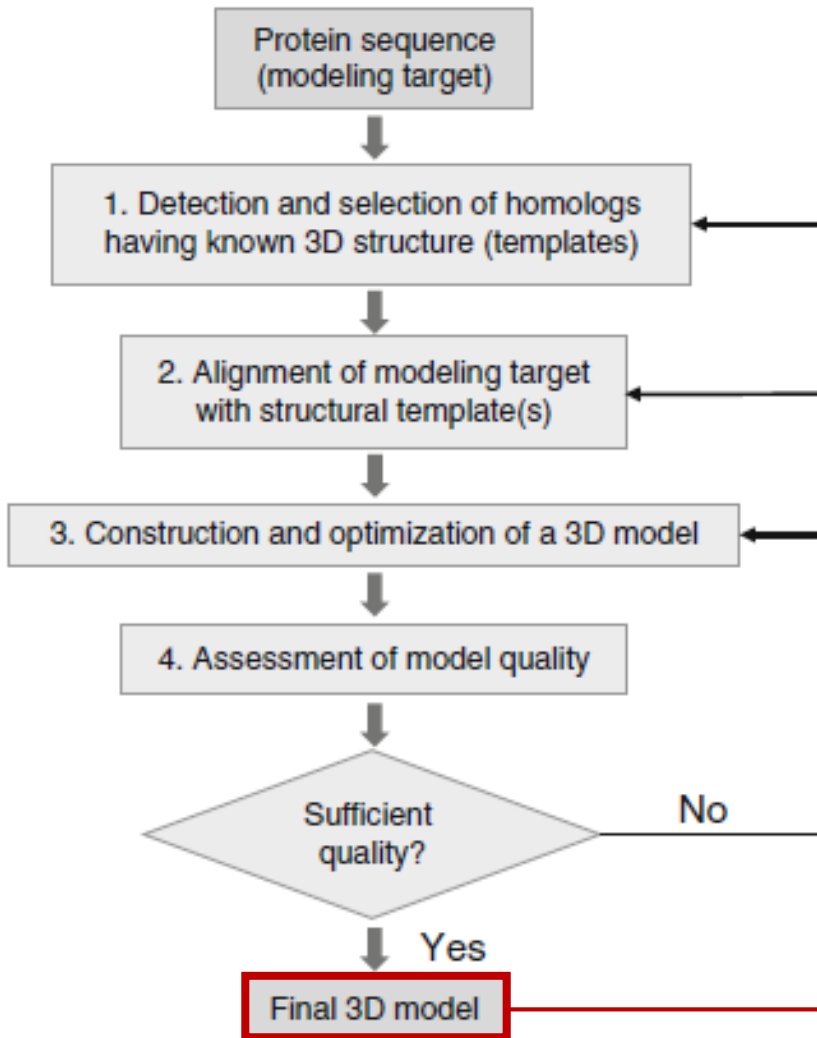 Protein sequence
(modeling target)
1. Detection and selection of homologs
having known 3D structure (templates)
2. Alignment of modeling target
with structural template(s)
3. Construction and optimization of a 3D model
4. Assessment of model quality
Sufficient
quality?
No
Yes
Final 3D model